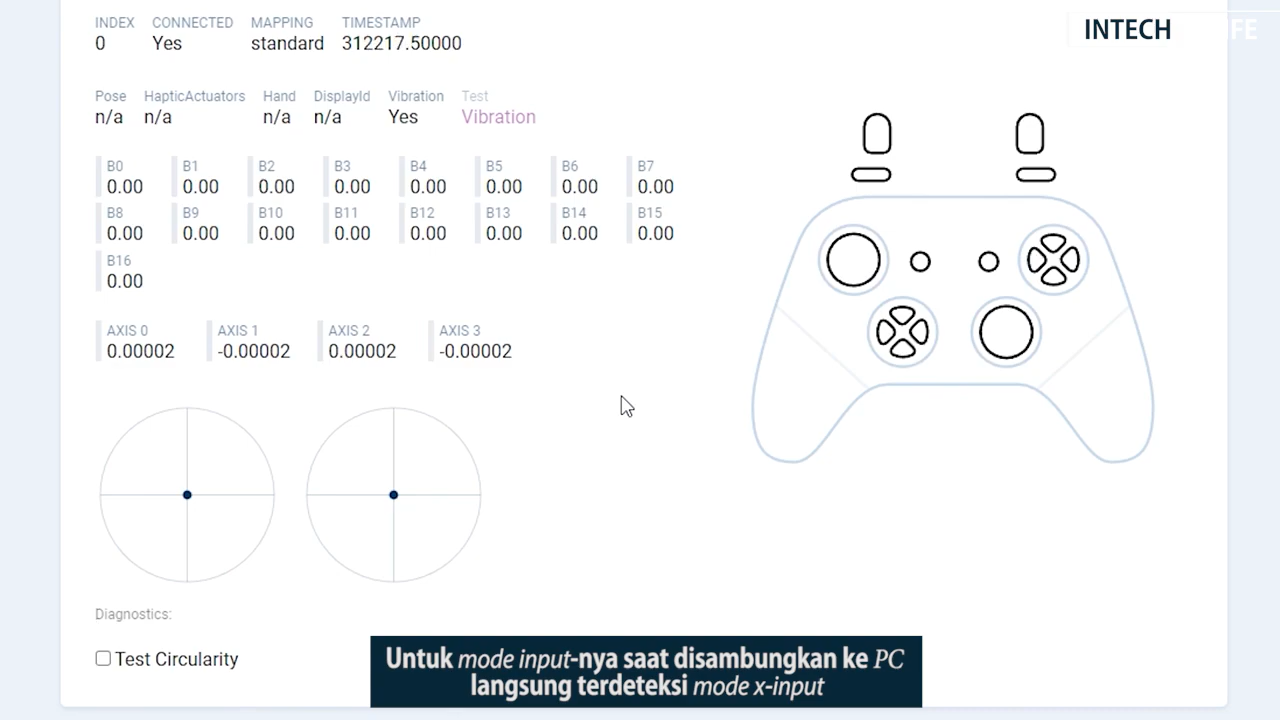 INDEX CONNECTED MAPPING TIMESTAMP
0 Yes standard 312217.50000
INTECH FE
Pose HapticActuators Hand DisplayId Vibration Test
n/a n/a n/a n/a Yes Vibration
B0 B1 B2 B3 B4 B5 B6 B7
0.00 0.00 0.00 0.00 0.00 0.00 0.00 0.00
B8 B9 B10 B11 B12 B13 B14 B15
0.00 0.00 0.00 0.00 0.00 0.00 0.00 0.00
B16
0.00
AXIS 0 AXIS 1 AXIS 2 AXIS 3
0.00002 -0.00002 0.00002 -0.00002
Diagnostics:
Test Circularity
Untuk mode input-nya saat disambungkan ke PC
langsung terdeteksi mode x-input